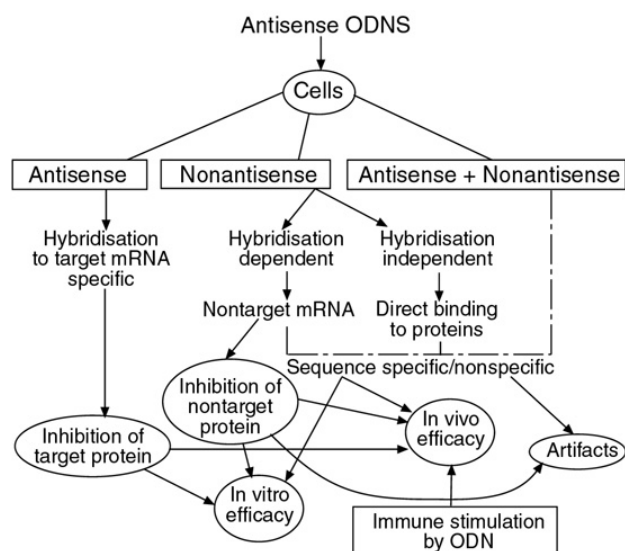 Antisense ODNS
Cells
Antisense
Nonantisense
Antisense + Nonantisense
Hybridisation
to target mRNA
specific
Hybridisation
dependent
Hybridisation
independent
Nontarget mRNA
Direct binding
to proteins
Sequence specific/nonspecific
Inhibition of
nontarget
protein
In vivo
efficacy
Inhibition of
target protein
Artifacts
In vitro
efficacy
Immune stimulation
by ODN